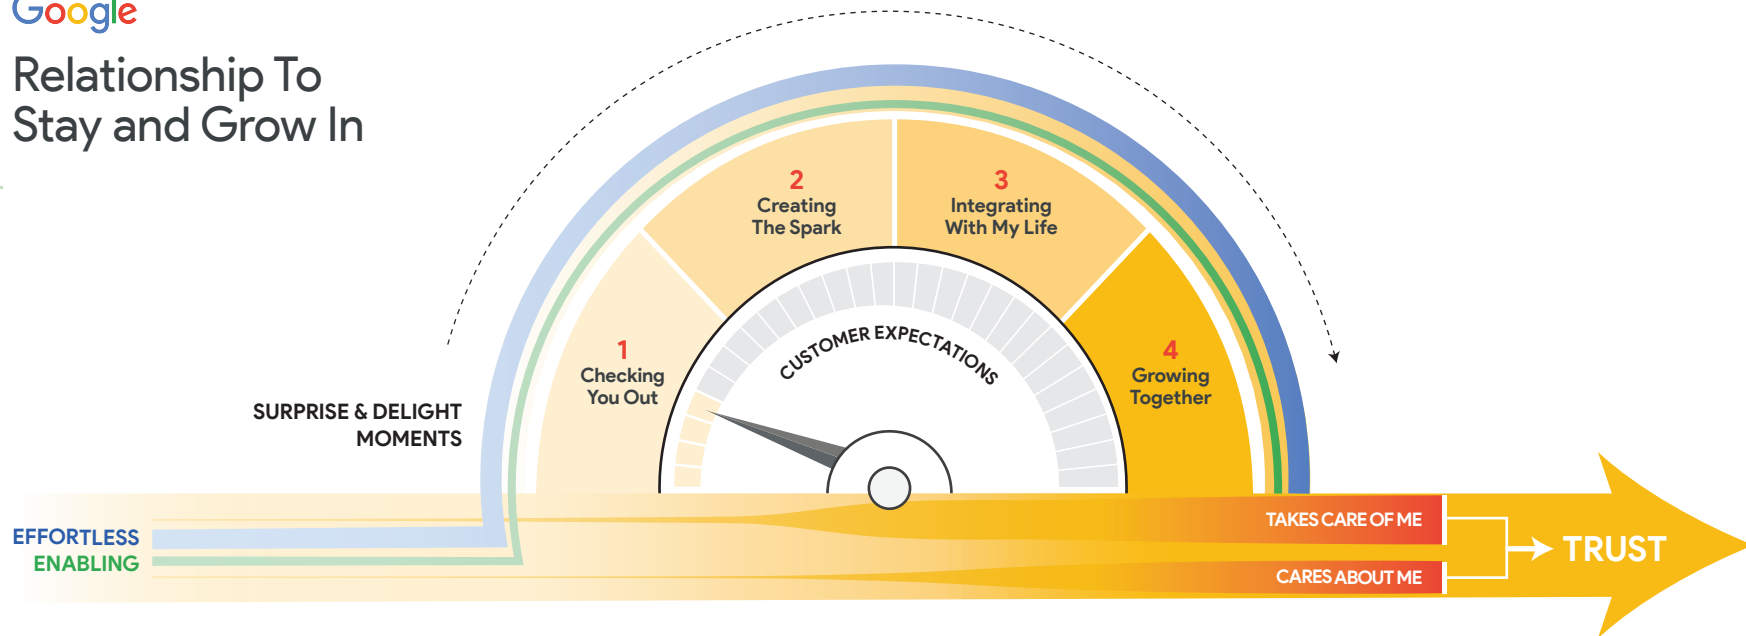 Google
Relationship To
Stay and Grow In
SURPRISE & DELIGHT
MOMENTS
1
Checking
You Out
2
Creating
The Spark
3
Integrating
With My Life
4
Growing
Together
CUSTOMER EXPECTATIONS
EFFORTLESS
ENABLING
TAKES CARE OF ME
CARES ABOUT ME
TRUST